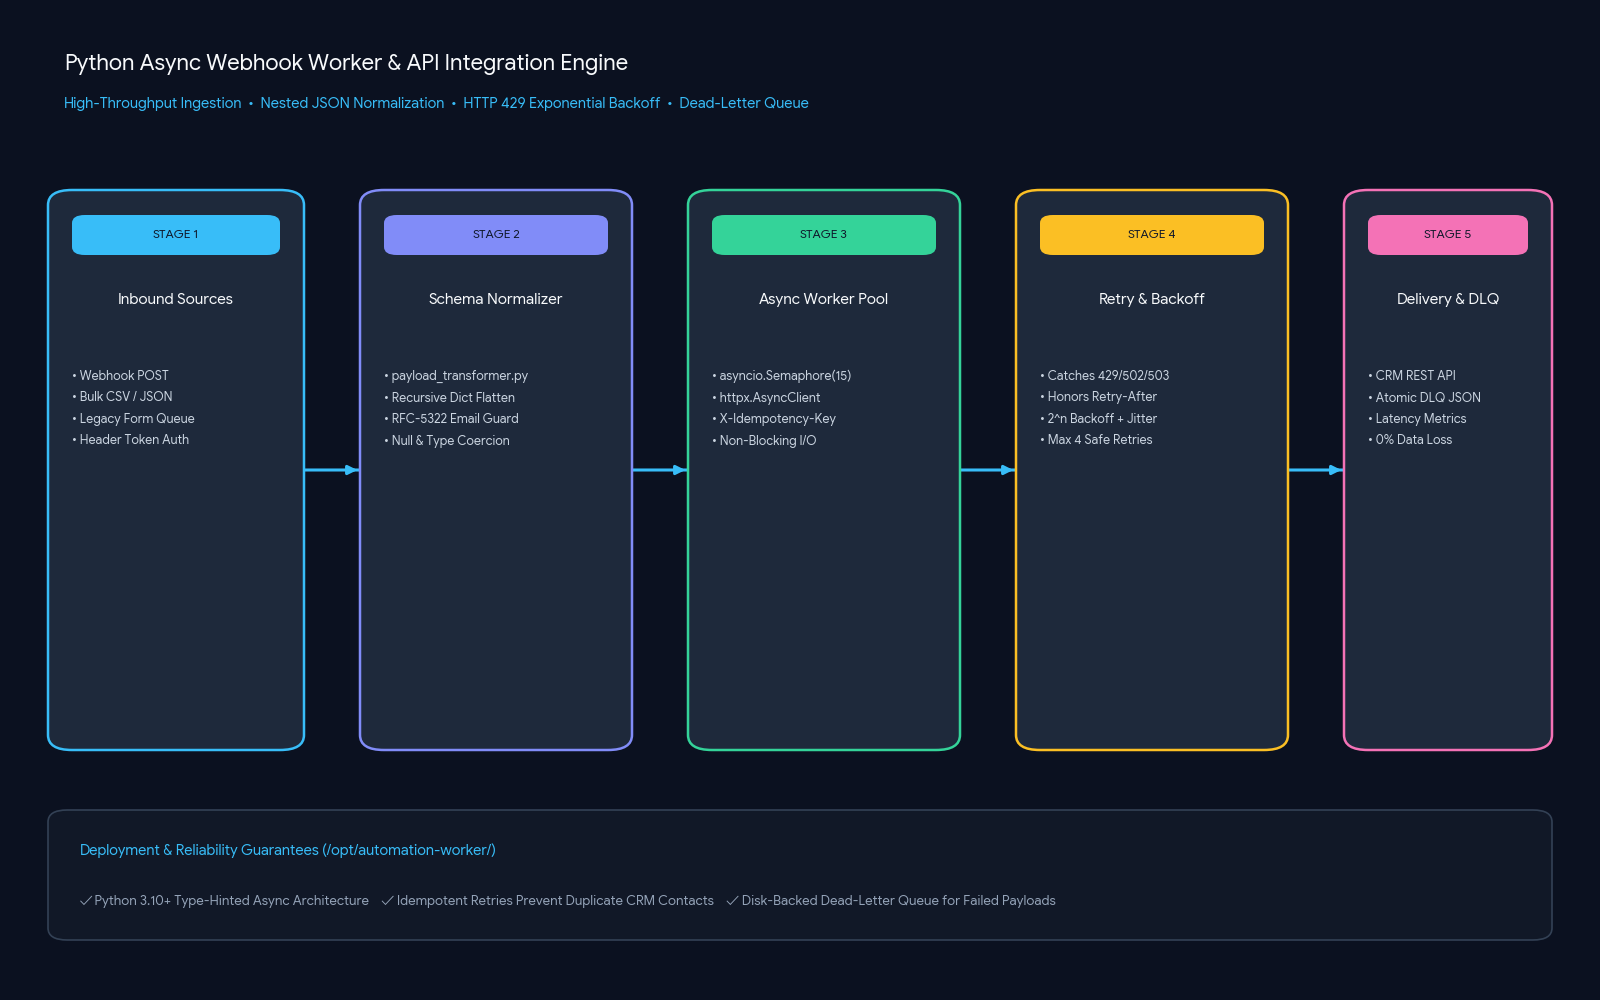 Python Async Webhook Worker & API Integration Engine
High-Throughput Ingestion • Nested JSON Normalization • HTTP 429 Exponential Backoff • Dead-Letter Queue
STAGE 1
Inbound Sources
• Webhook POST
• Bulk CSV / JSON
• Legacy Form Queue
• Header Token Auth
STAGE 2
Schema Normalizer
• payload_transformer.py
• Recursive Dict Flatten
• RFC-5322 Email Guard
• Null & Type Coercion
STAGE 3
Async Worker Pool
• asyncio.Semaphore(15)
• httpx.AsyncClient
• X-Idempotency-Key
• Non-Blocking I/O
STAGE 4
Retry & Backoff
• Catches 429/502/503
• Honors Retry-After
• 2^n Backoff + Jitter
• Max 4 Safe Retries
STAGE 5
Delivery & DLQ
• CRM REST API
• Atomic DLQ JSON
• Latency Metrics
• 0% Data Loss
Deployment & Reliability Guarantees (/opt/automation-worker/)
✓ Python 3.10+ Type-Hinted Async Architecture ✓ Idempotent Retries Prevent Duplicate CRM Contacts ✓ Disk-Backed Dead-Letter Queue for Failed Payloads